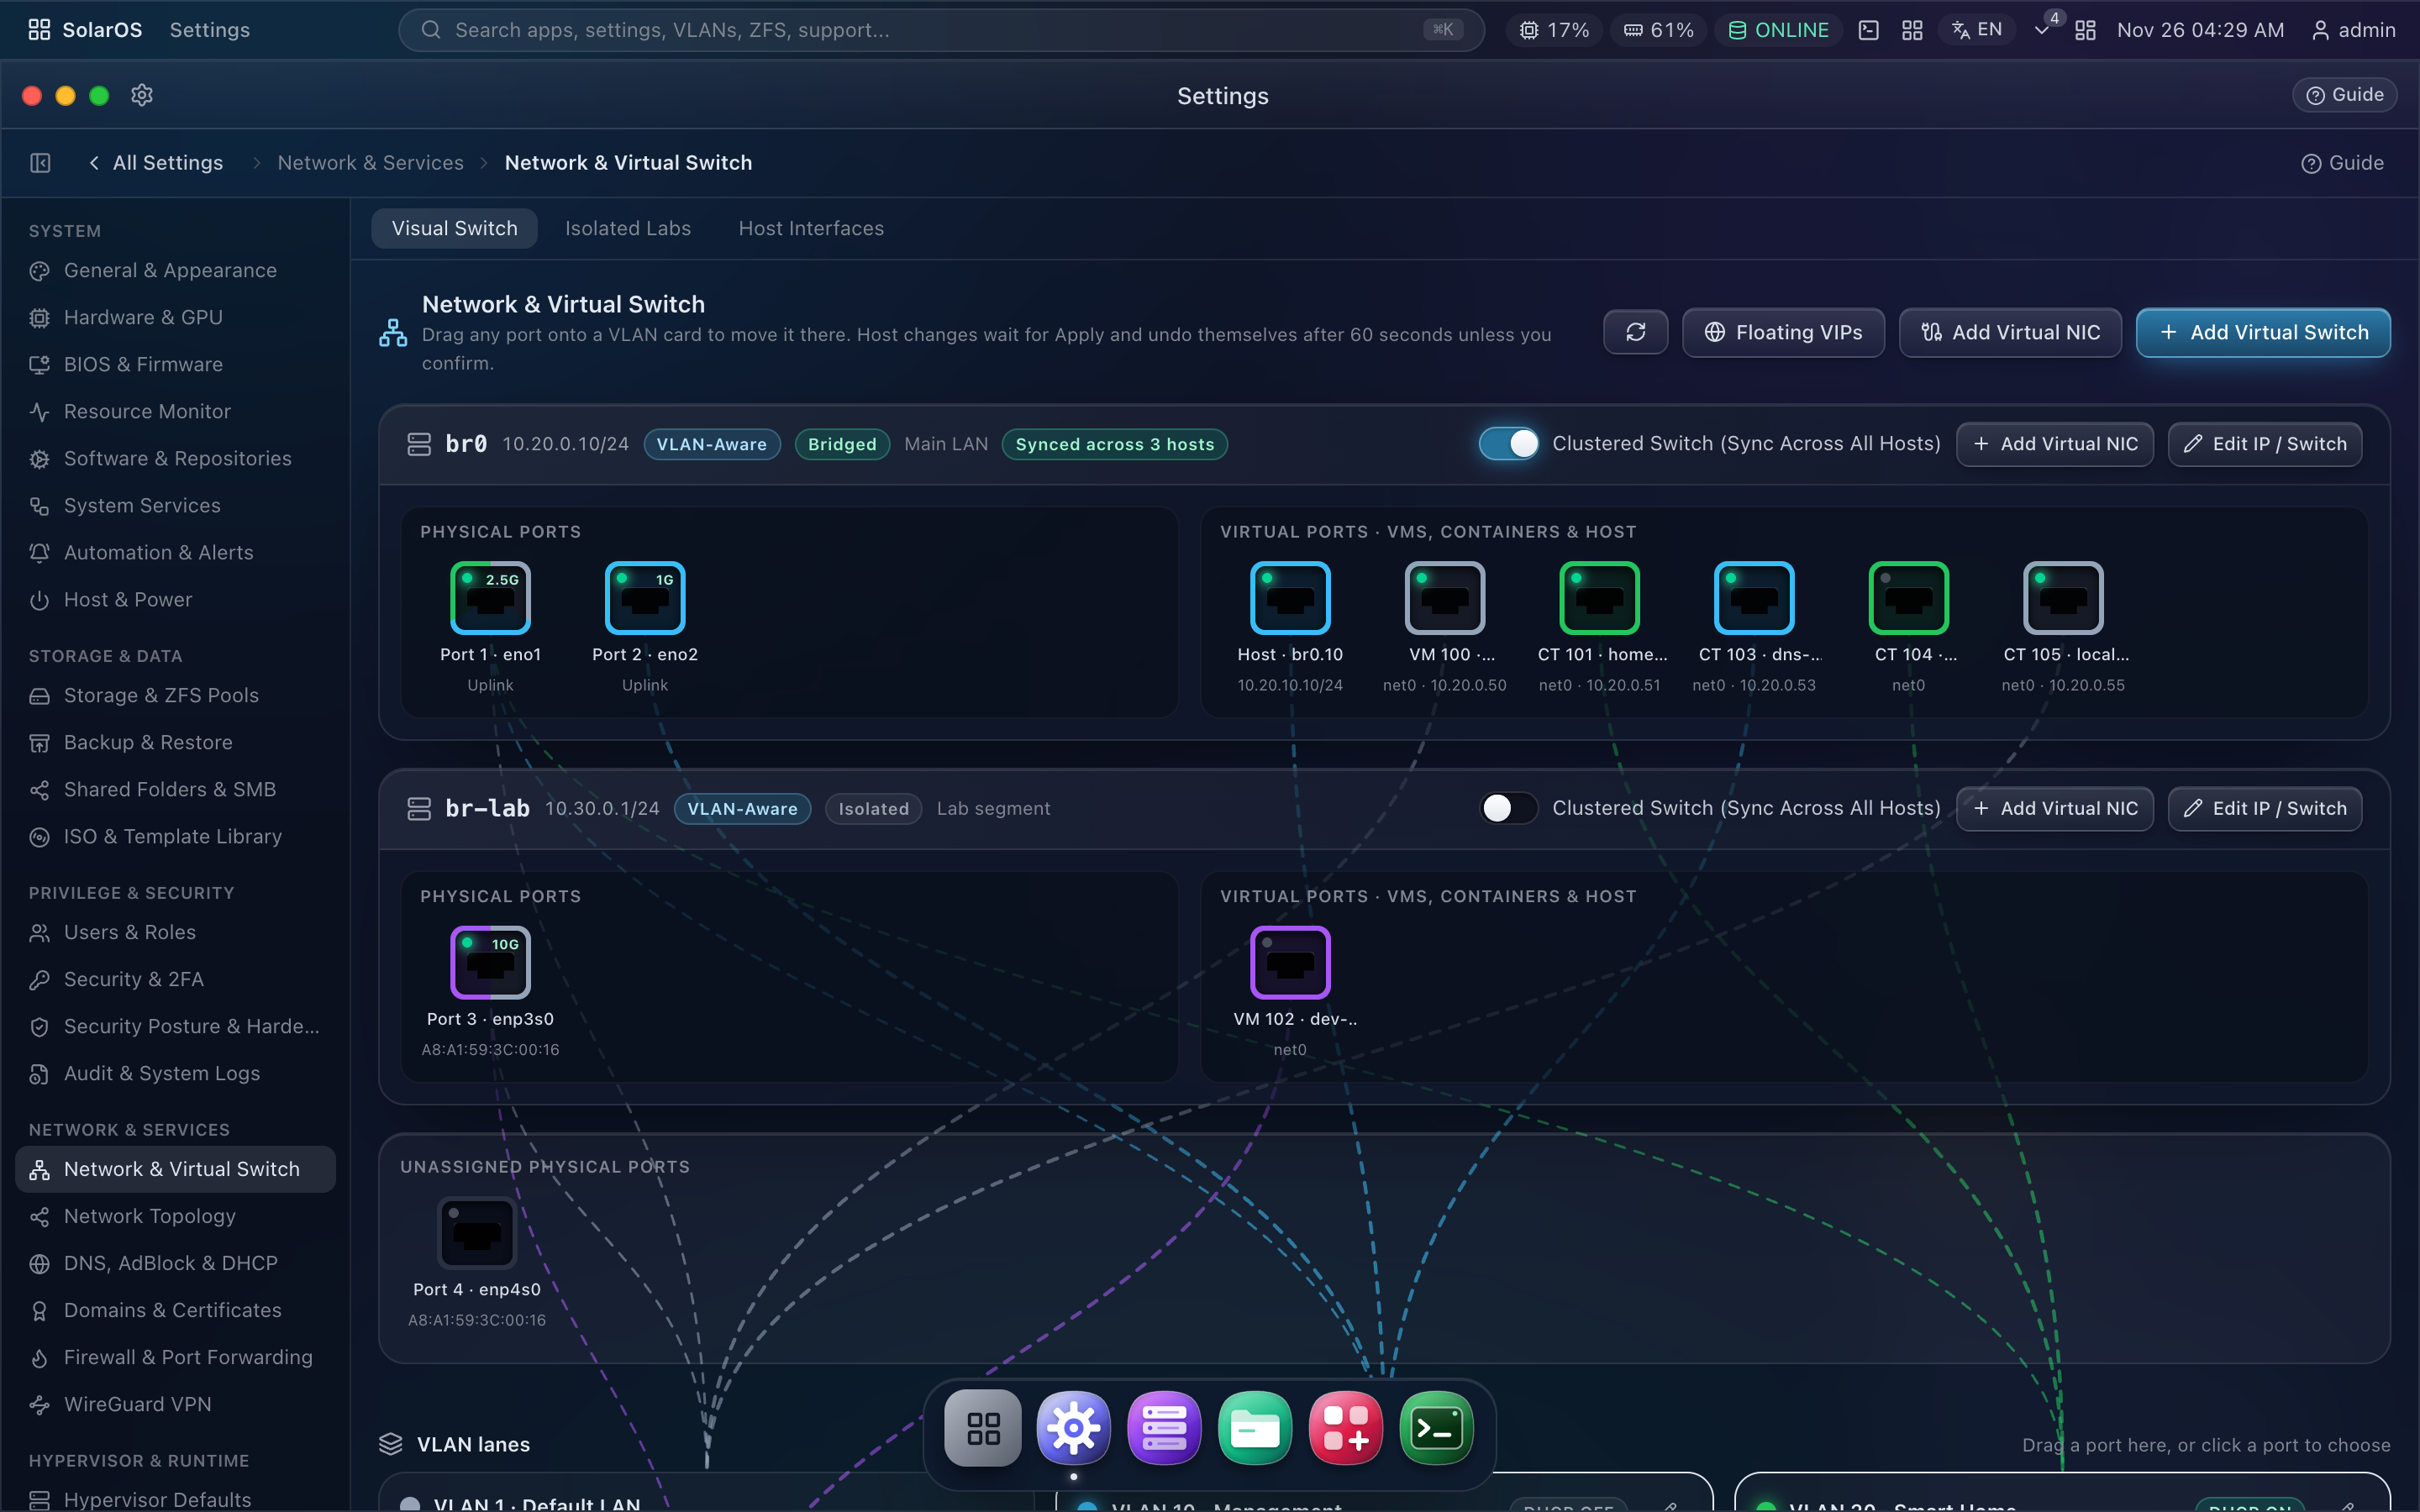 SolarOS Settings Search apps, settings, VLANs, ZFS, support... ⌘K 17% 61% ONLINE EN 4 Nov 26 04:29 AM admin
Settings
Guide
All Settings > Network & Services > Network & Virtual Switch
Guide
SYSTEM
General & Appearance
Hardware & GPU
BIOS & Firmware
Resource Monitor
Software & Repositories
System Services
Automation & Alerts
Host & Power
STORAGE & DATA
Storage & ZFS Pools
Backup & Restore
Shared Folders & SMB
ISO & Template Library
PRIVILEGE & SECURITY
Users & Roles
Security & 2FA
Security Posture & Harde...
Audit & System Logs
NETWORK & SERVICES
Network & Virtual Switch
Network Topology
DNS, AdBlock & DHCP
Domains & Certificates
Firewall & Port Forwarding
WireGuard VPN
HYPERVISOR & RUNTIME
Hypervisor Defaults
Visual Switch Isolated Labs Host Interfaces
Network & Virtual Switch
Drag any port onto a VLAN card to move it there. Host changes wait for Apply and undo themselves after 60 seconds unless you
confirm.
Floating VIPs Add Virtual NIC + Add Virtual Switch
br0 10.20.0.10/24 VLAN-Aware Bridged Main LAN Synced across 3 hosts Clustered Switch (Sync Across All Hosts) + Add Virtual NIC Edit IP / Switch
PHYSICAL PORTS
2.5G 1G
Port 1 · eno1 Port 2 · eno2
Uplink Uplink
VIRTUAL PORTS · VMS, CONTAINERS & HOST
Host · br0.10 VM 100 ·... CT 101 · home... CT 103 · dns-... CT 104 ·... CT 105 · local...
10.20.10.10/24 net0 · 10.20.0.50 net0 · 10.20.0.51 net0 · 10.20.0.53 net0 net0 · 10.20.0.55
br-lab 10.30.0.1/24 VLAN-Aware Isolated Lab segment Clustered Switch (Sync Across All Hosts) + Add Virtual NIC Edit IP / Switch
PHYSICAL PORTS
10G
Port 3 · enp3s0
A8:A1:59:3C:00:16
VIRTUAL PORTS · VMS, CONTAINERS & HOST
VM 102 · dev-..
net0
UNASSIGNED PHYSICAL PORTS
Port 4 · enp4s0
A8:A1:59:3C:00:16
VLAN lanes
Drag a port here, or click a port to choose
VLAN 1 · Default LAN
VLAN 10 · Management DHCP OFF
VLAN 20 · Smart Home DHCP ON